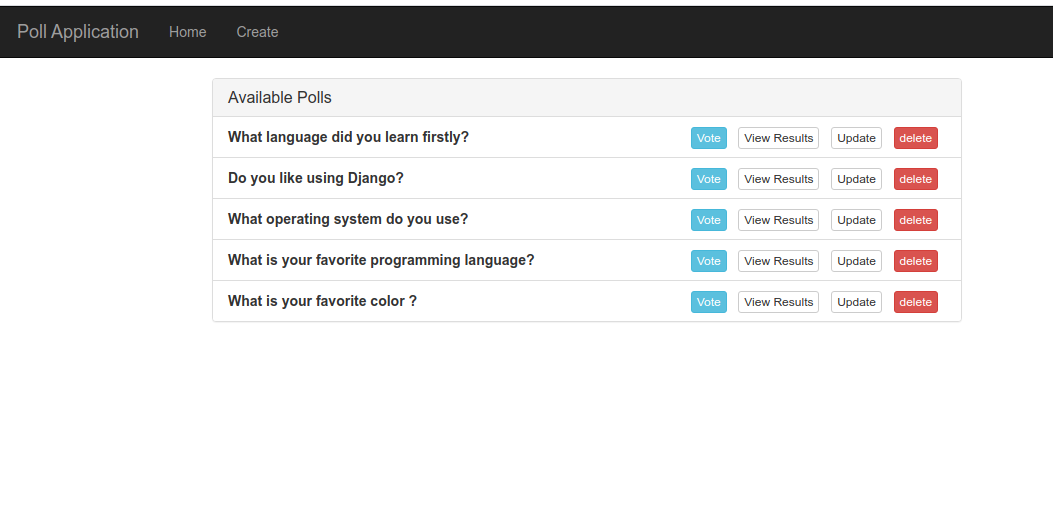 Poll Application Home Create
Available Polls
What language did you learn firstly? Vote View Results Update delete
Do you like using Django? Vote View Results Update delete
What operating system do you use? Vote View Results Update delete
What is your favorite programming language? Vote View Results Update delete
What is your favorite color ? Vote View Results Update delete